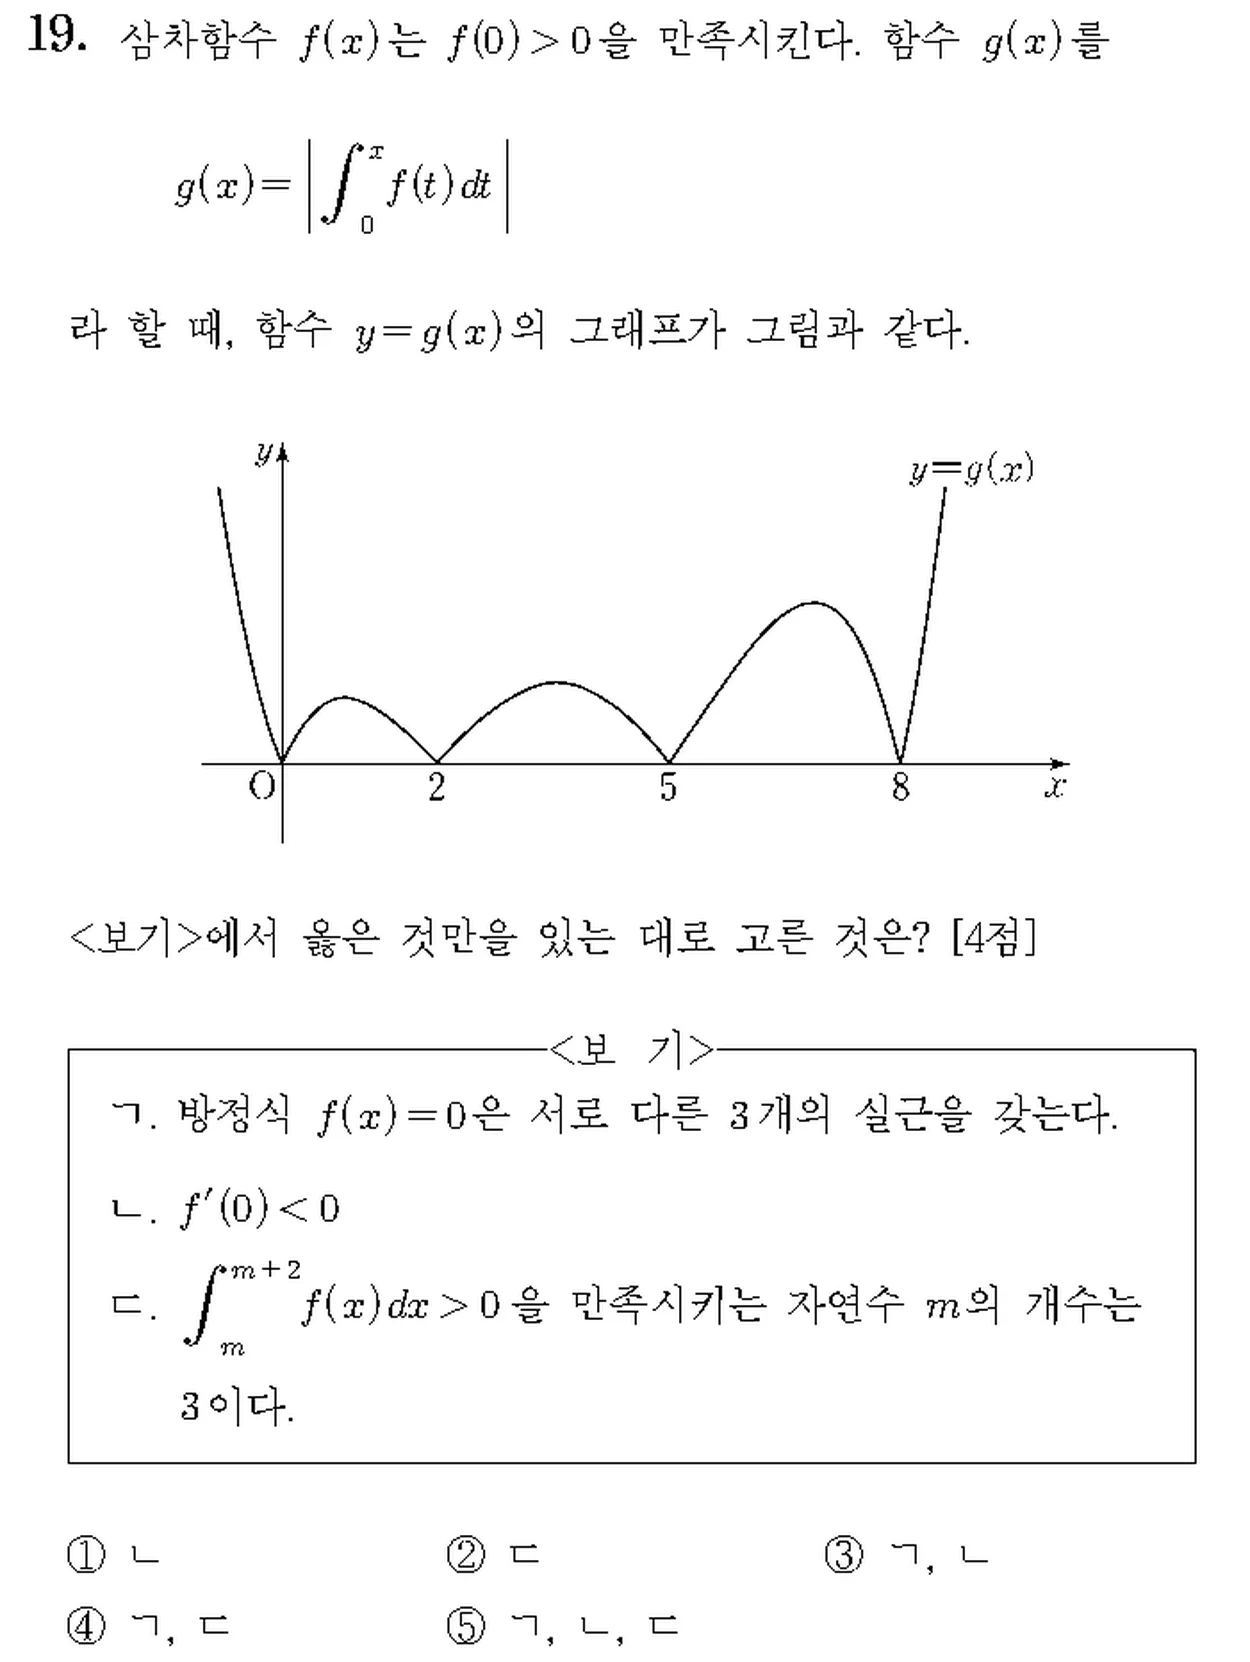 19. 삼차함수 f(x)는 f(0)>0을 만족시킨다. 함수 g(x)를
g(x)=|∫₀ˣ f(t)dt|
라 할 때, 함수 y=g(x)의 그래프가 그림과 같다.
y
y=g(x)
O 2 5 8 x
<보기>에서 옳은 것만을 있는 대로 고른 것은? [4점]
<보 기>
ㄱ. 방정식 f(x)=0은 서로 다른 3개의 실근을 갖는다.
ㄴ. f′(0)<0
ㄷ. ∫ₘᵐ⁺² f(x)dx>0을 만족시키는 자연수 m의 개수는
3이다.
① ㄴ ② ㄷ ③ ㄱ, ㄴ
④ ㄱ, ㄷ ⑤ ㄱ, ㄴ, ㄷ